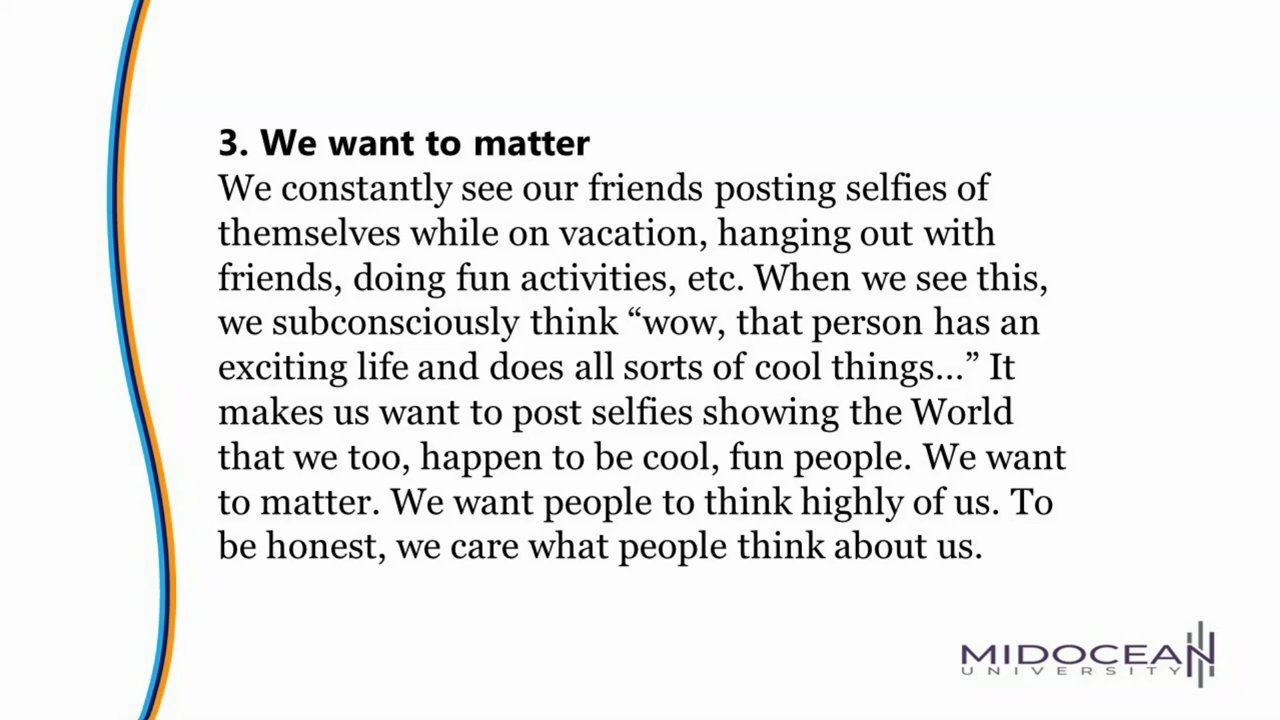 3. We want to matter
We constantly see our friends posting selfies of
themselves while on vacation, hanging out with
friends, doing fun activities, etc. When we see this,
we subconsciously think “wow, that person has an
exciting life and does all sorts of cool things…” It
makes us want to post selfies showing the World
that we too, happen to be cool, fun people. We want
to matter. We want people to think highly of us. To
be honest, we care what people think about us.
MIDOCEAN
UNIVERSITY